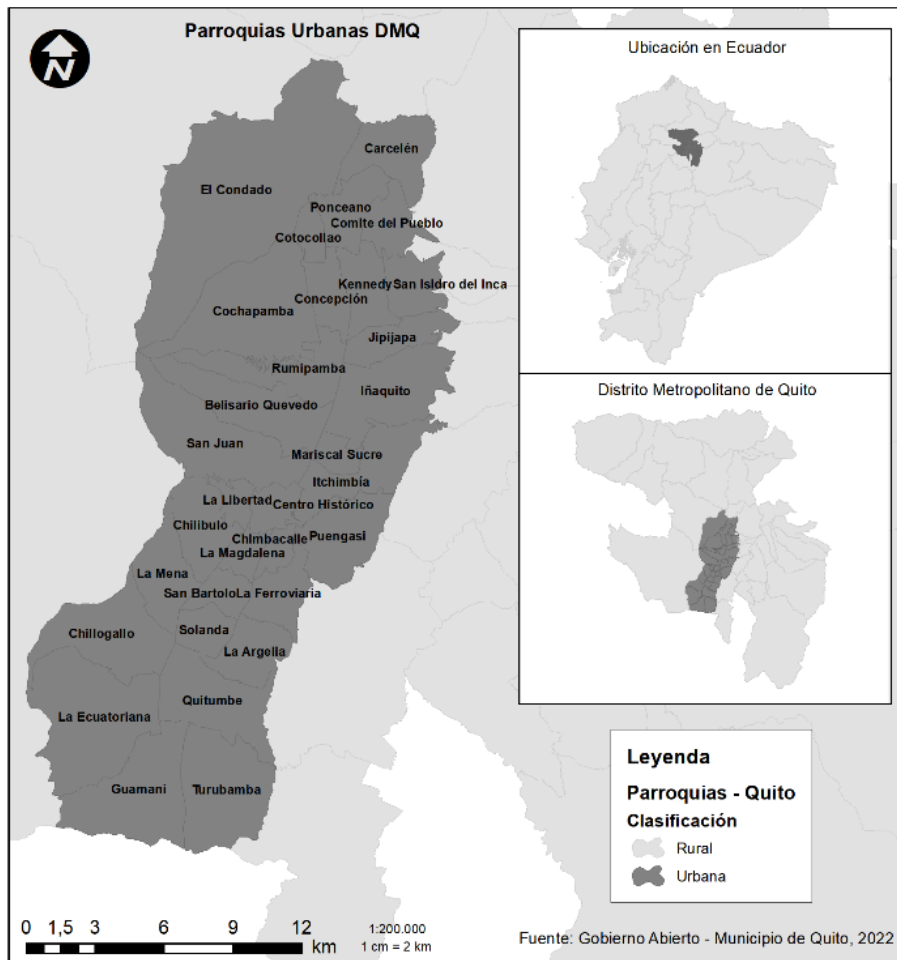 Parroquias Urbanas DMQ
N
Carcelén
El Condado
Ponceano
Comite del Pueblo
Cotocollao
Kennedy
San Isidro del Inca
Concepción
Cochapamba
Jipijapa
Rumipamba
Iñaquito
Belisario Quevedo
San Juan
Mariscal Sucre
Itchimbía
La Libertad
Centro Histórico
Chilibulo
Chimbacalle
Puengasi
La Magdalena
La Mena
San Bartolo
La Ferroviaria
Chillogallo
Solanda
La Argelia
Quitumbe
La Ecuatoriana
Guamaní
Turubamba
0 1,5 3 6 9 12
km
1:200.000
1 cm = 2 km
Ubicación en Ecuador
Distrito Metropolitano de Quito
Leyenda
Parroquias - Quito
Clasificación
Rural
Urbana
Fuente: Gobierno Abierto - Municipio de Quito, 2022